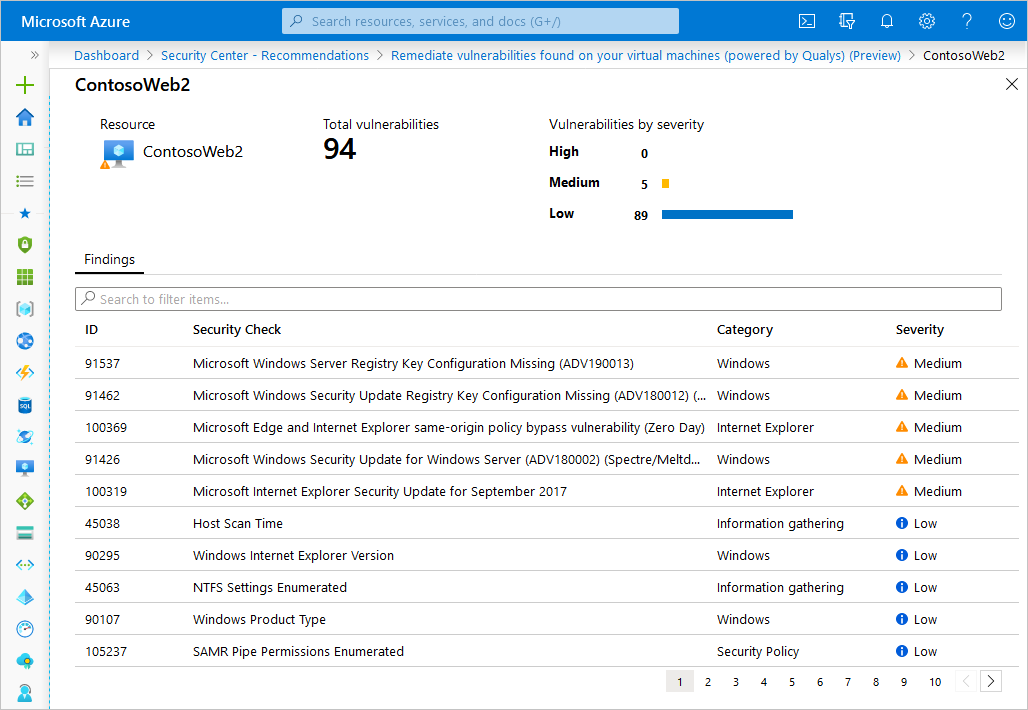 Microsoft Azure
Search resources, services, and docs (G+/)
Dashboard > Security Center - Recommendations > Remediate vulnerabilities found on your virtual machines (powered by Qualys) (Preview) > ContosoWeb2
ContosoWeb2
Resource
ContosoWeb2
Total vulnerabilities
94
Vulnerabilities by severity
High 0
Medium 5
Low 89
Findings
Search to filter items...
ID Security Check Category Severity
91537 Microsoft Windows Server Registry Key Configuration Missing (ADV190013) Windows Medium
91462 Microsoft Windows Security Update Registry Key Configuration Missing (ADV180012) (... Windows Medium
100369 Microsoft Edge and Internet Explorer same-origin policy bypass vulnerability (Zero Day) Internet Explorer Medium
91426 Microsoft Windows Security Update for Windows Server (ADV180002) (Spectre/Meltd... Windows Medium
100319 Microsoft Internet Explorer Security Update for September 2017 Internet Explorer Medium
45038 Host Scan Time Information gathering Low
90295 Windows Internet Explorer Version Windows Low
45063 NTFS Settings Enumerated Information gathering Low
90107 Windows Product Type Windows Low
105237 SAMR Pipe Permissions Enumerated Security Policy Low
1 2 3 4 5 6 7 8 9 10